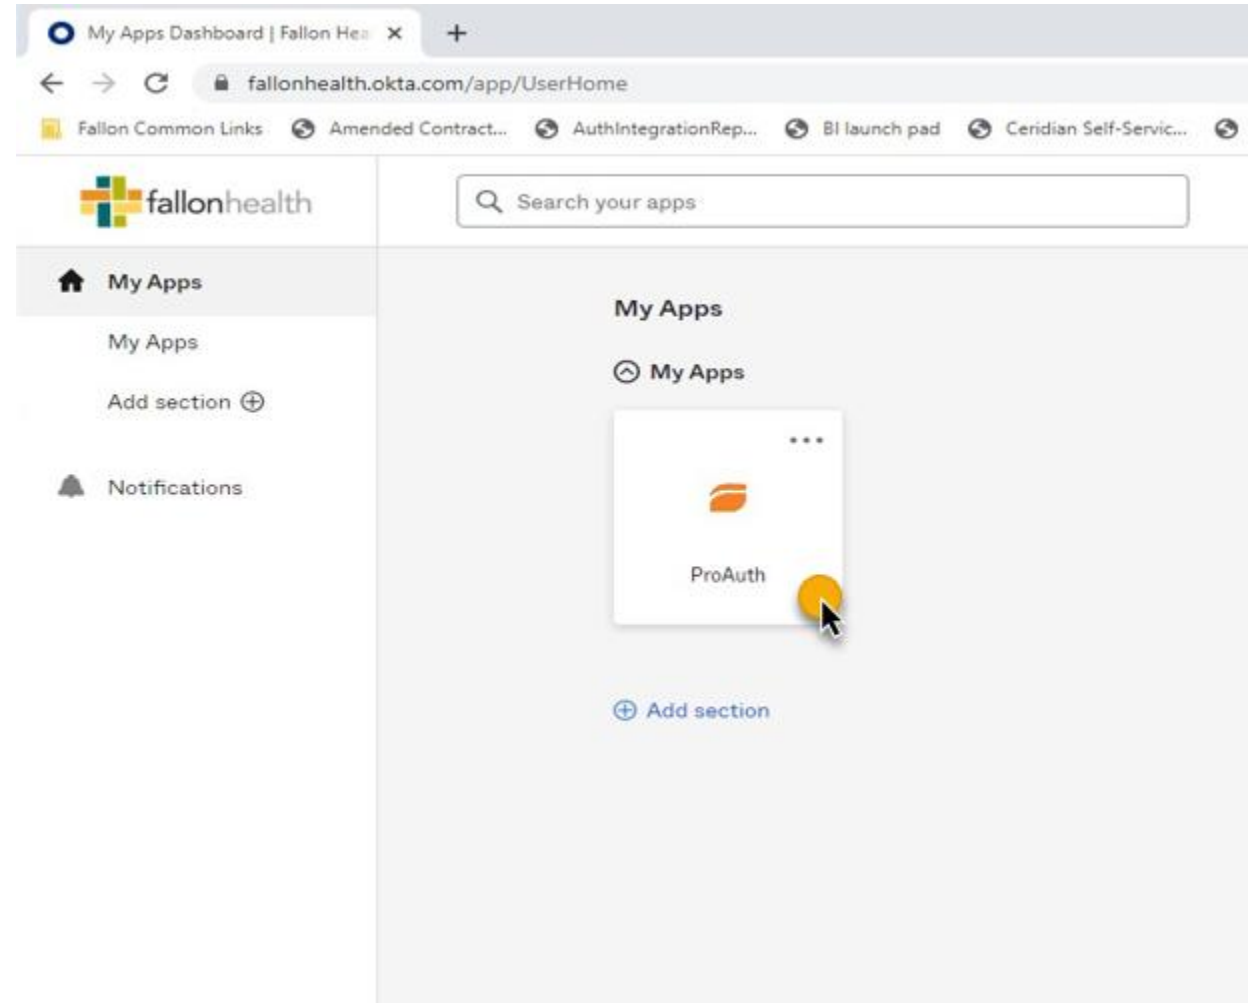 My Apps Dashboard | Fallon Hea
fallonhealth.okta.com/app/UserHome
Fallon Common Links Amended Contract... AuthIntegrationRep... BI launch pad Ceridian Self-Servic...
fallonhealth Search your apps
My Apps
My Apps
Add section
Notifications
My Apps
My Apps
ProAuth
Add section